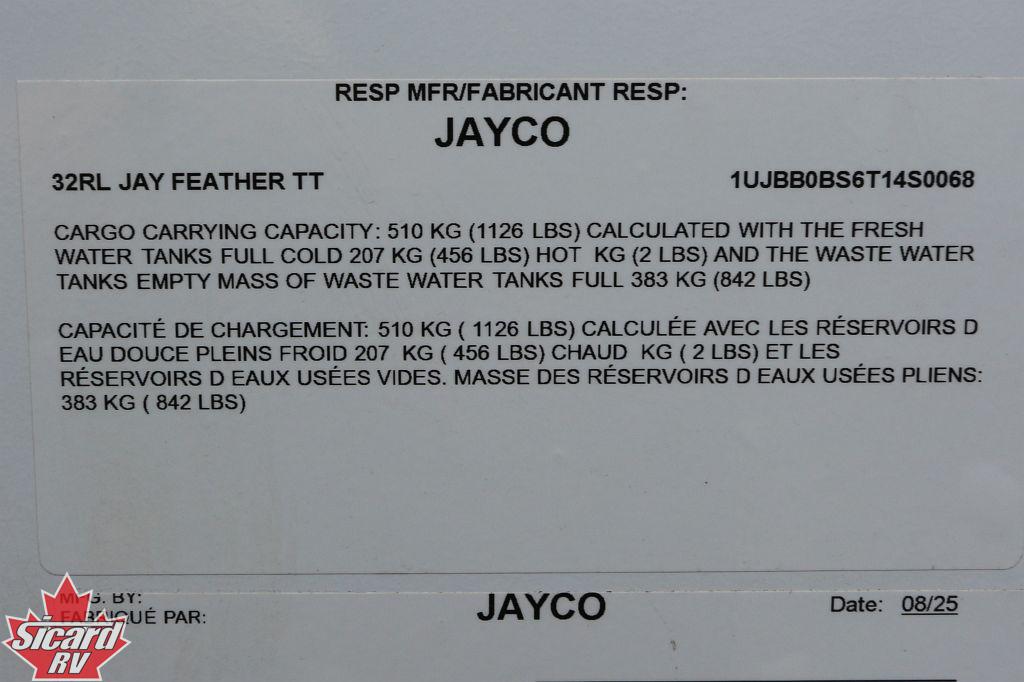 RESP MFR/FABRICANT RESP:
JAYCO
32RL JAY FEATHER TT 1UJBB0BS6T14S0068
CARGO CARRYING CAPACITY: 510 KG (1126 LBS) CALCULATED WITH THE FRESH
WATER TANKS FULL COLD 207 KG (456 LBS) HOT  KG (2 LBS) AND THE WASTE WATER
TANKS EMPTY MASS OF WASTE WATER TANKS FULL 383 KG (842 LBS)
CAPACITÉ DE CHARGEMENT: 510 KG ( 1126 LBS) CALCULÉE AVEC LES RÉSERVOIRS D
EAU DOUCE PLEINS FROID 207  KG ( 456 LBS) CHAUD  KG ( 2 LBS) ET LES
RÉSERVOIRS D EAUX USÉES VIDES. MASSE DES RÉSERVOIRS D EAUX USÉES PLIENS:
383 KG ( 842 LBS)
MFG. BY:
FABRIQUÉ PAR:
JAYCO
Date: 08/25
Sicard
RV